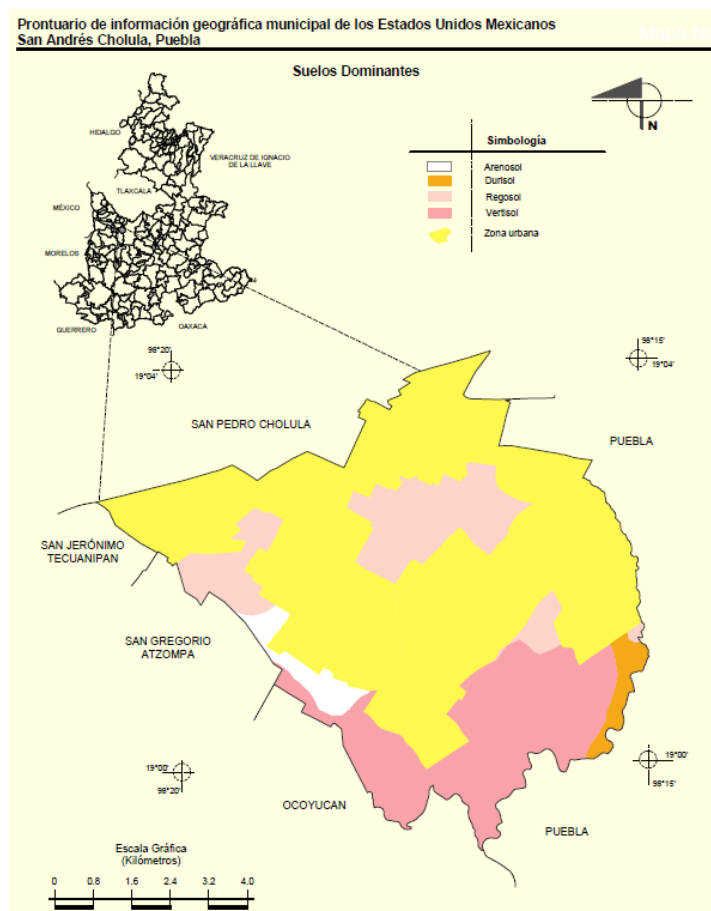 Prontuario de información geográfica municipal de los Estados Unidos Mexicanos
San Andrés Cholula, Puebla
Suelos Dominantes
N
Simbología
Arenosol
Durisol
Regosol
Vertisol
Zona urbana
HIDALGO
VERACRUZ DE IGNACIO
DE LA LLAVE
TLAXCALA
MÉXICO
MORELOS
GUERRERO
OAXACA
98°20'
19°04'
98°15'
19°04'
SAN PEDRO CHOLULA
PUEBLA
SAN JERÓNIMO
TECUANIPAN
SAN GREGORIO
ATZOMPA
19°00'
98°20'
19°00'
98°15'
OCOYUCAN
PUEBLA
Escala Gráfica
(Kilómetros)
0 0.8 1.6 2.4 3.2 4.0